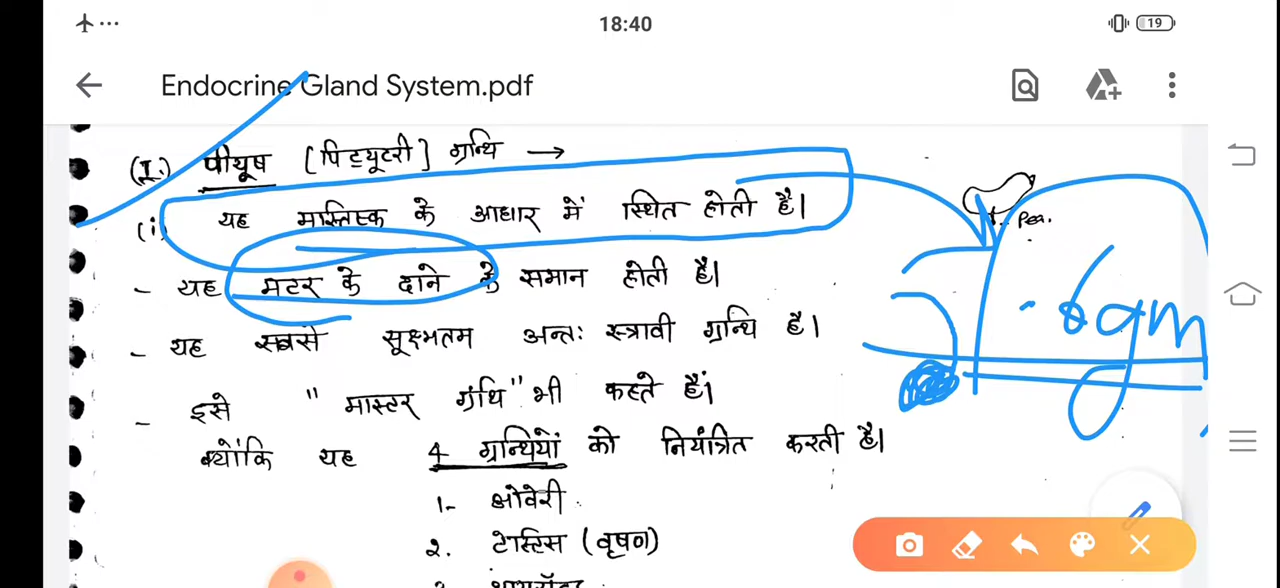 18:40
19
Endocrine Gland System.pdf
(I.) पीयूष [पिट्यूटरी] ग्रन्थि →
(i) यह मास्तिष्क के आधार में स्थित होती है।
Pea.
- यह मटर के दाने के समान होती है।
.6gm
- यह सबसे सूक्ष्मतम अन्तः स्त्रावी ग्रन्थि है।
- इसे "मास्टर ग्रंथि" भी कहते हैं।
क्योंकि यह 4 ग्रन्थियों को नियंत्रित करती है।
1- ओवेरी
2. टेस्टिस (वृषण)